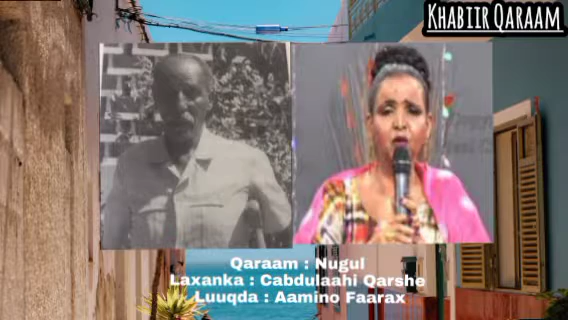 KHABIIR QARAAM
Qaraam : Nugul
Laxanka : Cabdulaahi Qarshe
Luuqda : Aamino Faarax